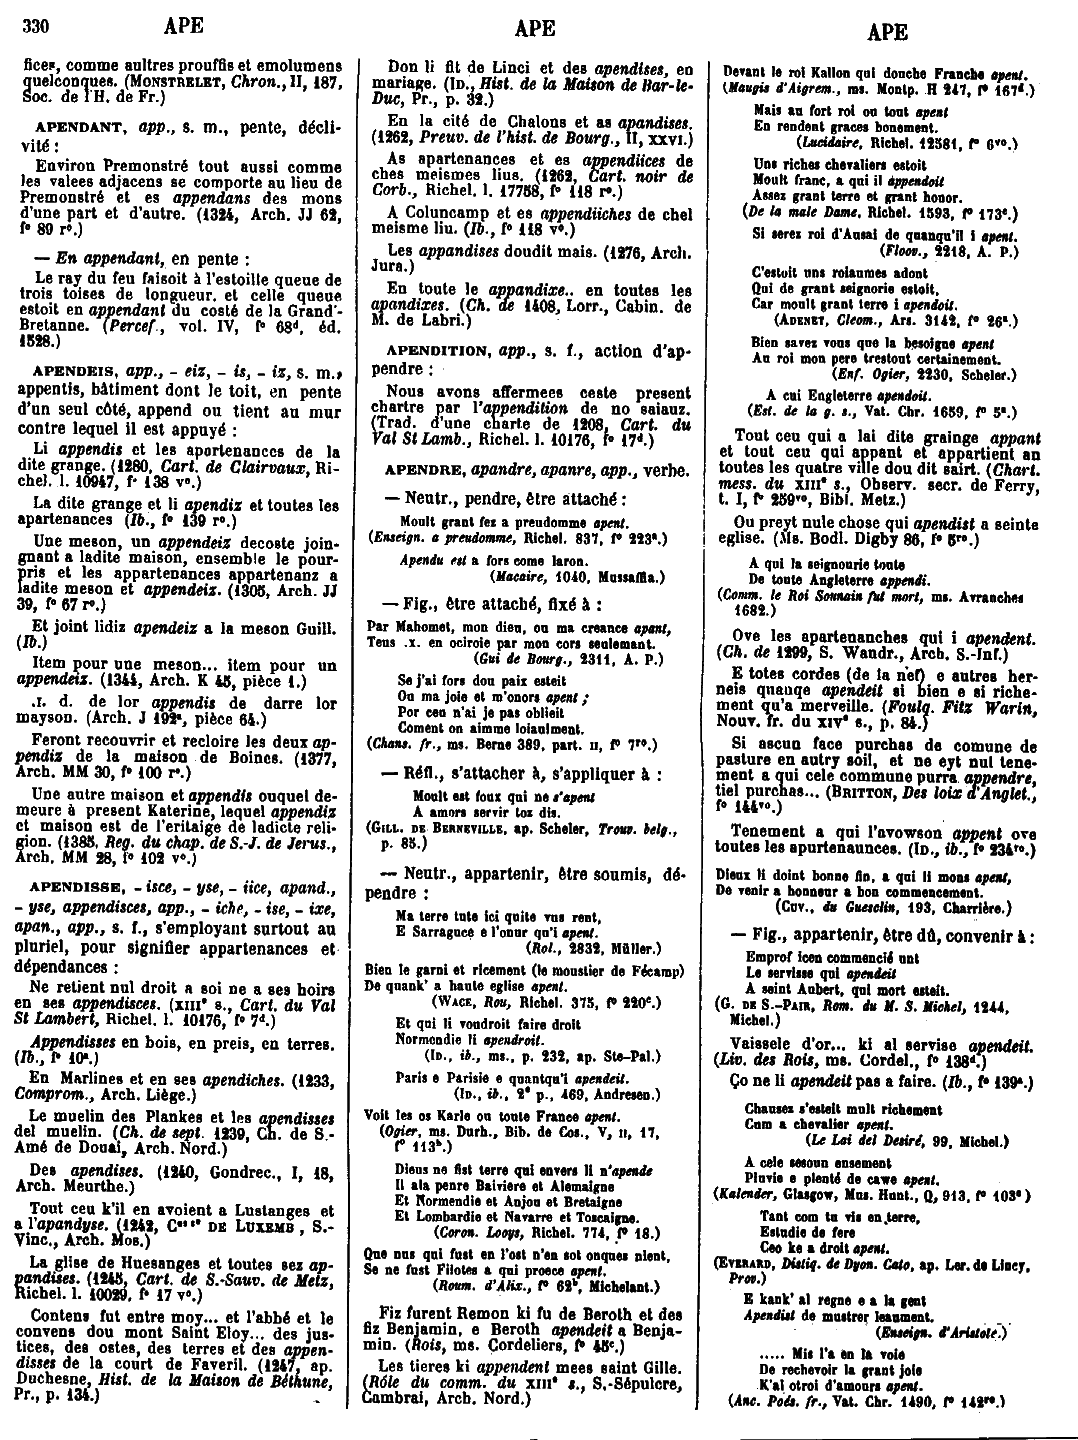 330 APE APE APE
fices, comme aultres prouffis et emolumens
quelconques. (MONSTRELET, Chron., II, 187,
Soc. de l'H. de Fr.)
APENDANT, app., s. m., pente, décli-
vité :
Environ Premonstré tout aussi comme
les valees adjacens se comporte au lieu de
Premonstré et es appendans des mons
d'une part et d'autre. (1324, Arch. JJ 62,
f° 89 r°.)
— En appendant, en pente :
Le ray du feu faisoit à l'estoille queue de
trois toises de longueur, et celle queue
estoit en appendant du costé de la Grand'-
Bretanne. (Percef., vol. IV, f° 68ᵈ, éd.
1528.)
APENDEIS, app., - eiz, - is, - iz, s. m.,
appentis, bâtiment dont le toit, en pente
d'un seul côté, append ou tient au mur
contre lequel il est appuyé :
Li appendis et les aportenances de la
dite grange. (1280, Cart. de Clairvaux, Ri-
chel. l. 10947, f° 138 v°.)
La dite grange et li apendiz et toutes les
apartenances (Ib., f° 139 r°.)
Une meson, un appendeiz decoste join-
gnant a ladite maison, ensemble le pour-
pris et les appartenances appartenanz a
ladite meson et appendeiz. (1305, Arch. JJ
39, f° 67 r°.)
Et joint lidiz apendeiz a la meson Guill.
(Ib.)
Item pour une meson... item pour un
appendeiz. (1344, Arch. K 45, pièce 1.)
.I. d. de lor appendis de darre lor
mayson. (Arch. J 192ᵃ, pièce 64.)
Feront recouvrir et recloire les deux ap-
pendiz de la maison de Boines. (1377,
Arch. MM 30, f° 100 r°.)
Une autre maison et appendis ouquel de-
meure à present Katerine, lequel appendiz
et maison est de l'eritaige de ladicte reli-
gion. (1385, Reg. du chap. de S.-J. de Jerus.,
Arch. MM 28, f° 102 v°.)
APENDISSE, - isce, - yse, - iice, apand.,
- yse, appendisces, app., - iche, - ise, - ixe,
apan., app., s. f., s'employant surtout au
pluriel, pour signifier appartenances et
dépendances :
Ne retient nul droit a soi ne a ses hoirs
en ses appendisces. (XIIIᵉ s., Cart. du Val
St Lambert, Richel. l. 10176, f° 7ᵈ.)
Appendisses en bois, en preis, en terres.
(Ib., f° 10ᵃ.)
En Marlines et en ses apendiches. (1233,
Comprom., Arch. Liège.)
Le muelin des Plankes et les apendisses
del muelin. (Ch. de sept. 1239, Ch. de S.-
Amé de Douai, Arch. Nord.)
Des apendises. (1240, Gondrec., I, 18,
Arch. Meurthe.)
Tout ceu k'il en avoient a Lustanges et
a l'apandyse. (1242, Cᵗᵉˢˢᵉ DE LUXEMB, S.-
Vinc., Arch. Mos.)
La glise de Huesanges et toutes sez ap-
pandises. (1245, Cart. de S.-Sauv. de Metz,
Richel. l. 10029, f° 17 v°.)
Contens fut entre moy... et l'abbé et le
convens dou mont Saint Eloy... des jus-
tices, des ostes, des terres et des appen-
disses de la court de Faveril. (1247, ap.
Duchesne, Hist. de la Maison de Béthune,
Pr., p. 134.)
Don li fit de Linci et des apendises, en
mariage. (ID., Hist. de la Maison de Bar-le-
Duc, Pr., p. 32.)
En la cité de Chalons et as apandises.
(1262, Preuv. de l'hist. de Bourg., II, XXVI.)
As apartenances et es appendiices de
ches meismes lius. (1262, Cart. noir de
Corb., Richel. l. 17758, f° 118 r°.)
A Coluncamp et es appendiiches de chel
meisme liu. (Ib., f° 118 v°.)
Les appandises doudit mais. (1276, Arch.
Jura.)
En toute le appandixe.. en toutes les
apandixes. (Ch. de 1408, Lorr., Cabin. de
M. de Labri.)
APENDITION, app., s. f., action d'ap-
pendre :
Nous avons affermees ceste present
chartre par l'appendition de no saiauz.
(Trad. d'une charte de 1208, Cart. du
Val St Lamb., Richel. l. 10176, f° 17ᵈ.)
APENDRE, apandre, apanre, app., verbe.
— Neutr., pendre, être attaché :
Moult grant fez a preudomme apent.
(Enseign. a preudomme, Richel. 837, f° 223ᵃ.)
Apendu est a fors come laron.
(Macaire, 1040, Mussaffia.)
— Fig., être attaché, fixé à :
Par Mahomet, mon dieu, ou ma creance apant,
Teus .x. en ociroie par mon cors seulement.
(Gui de Bourg., 2311, A. P.)
Se j'ai fors dou paix esteit
Ou ma joie et m'onors apent ;
Por ceu n'ai je pas oblieit
Coment on aimme loiaulment.
(Chans. fr., ms. Berne 389, part. II, f° 7ʳᵒ.)
— Réfl., s'attacher à, s'appliquer à :
Moult est foux qui ne s'apent
A amors servir toz dis.
(GILL. DE BERNEVILLE, ap. Scheler, Trouv. belg.,
p. 85.)
— Neutr., appartenir, être soumis, dé-
pendre :
Ma terre tute ici quite vus rent,
E Sarraguce e l'onur qu'i apent.
(Rol., 2832, Müller.)
Bien le garni et ricement (le moustier de Fécamp)
De quank' a haute eglise apent.
(WACE, Rou, Richel. 375, f° 220ᶜ.)
Et qui li voudroit faire droit
Normendie li apendroit.
(ID., ib., ms., p. 232, ap. Ste-Pal.)
Paris e Parisie e quantqu'i apendeit.
(ID., ib., 2ᵉ p., 469, Andresen.)
Voit les os Karle ou toute France apent.
(Ogier, ms. Durh., Bib. de Cos., V, II, 17,
f° 113ᵇ.)
Dieus ne fist terre qui envers li n'apende
Il ala penre Baiviere et Alemaigne
Et Normendie et Anjou et Bretaigne
Et Lombardie et Navarre et Toscaigne.
(Coron. Looys, Richel. 774, f° 18.)
Que nus qui fust en l'ost n'en sot onques nient,
Se ne fust Filotes a qui proece apent.
(Roum. d'Alix., f° 62ᵇ, Michelant.)
Fiz furent Remon ki fu de Beroth et des
fiz Benjamin, e Beroth apendeit a Benja-
min. (Rois, ms. Cordeliers, f° 45ᶜ.)
Les tieres ki appendent mees saint Gille.
(Rôle du comm. du XIIIᵉ s., S.-Sépulcre,
Cambrai, Arch. Nord.)
Devant le roi Kallon qui douche Franche apent.
(Maugis d'Aigrem., ms. Montp. H 247, f° 167ᵈ.)
Mais au fort roi ou tout apent
En rendent graces bonement.
(Lucidaire, Richel. 12581, f° 6ᵛᵒ.)
Uns riches chevaliers estoit
Moult franc, a qui il appendoit
Assez grant terre et grant honor.
(De la male Dame, Richel. 1593, f° 173ᵈ.)
Si serez roi d'Ausai de quanqu'il i apent.
(Floov., 2218, A. P.)
C'estoit uns roiaumes adont
Qui de grant seignorie estoit,
Car moult grant terre i apendoit.
(ADENET, Cleom., Ars. 3142, f° 26ᵃ.)
Bien savez vous que la besoigne apent
Au roi mon pere trestout certainement.
(Enf. Ogier, 2230, Scheler.)
A cui Engleterre apendoit.
(Est. de la g. s., Vat. Chr. 1659, f° 5ᵃ.)
Tout ceu qui a lai dite grainge appant
et tout ceu qui appant et appartient an
toutes les quatre ville dou dit sairt. (Chart.
mess. du XIIIᵉ s., Observ. secr. de Ferry,
t. I, f° 259ᵛᵒ, Bibl. Metz.)
Ou preyt nule chose qui apendist a seinte
eglise. (Ms. Bodl. Digby 86, f° 5ʳᵒ.)
A qui la seignourie toute
De toute Angleterre appendi.
(Comm. le Roi Sonnain fut mort, ms. Avranches
1682.)
Ove les apartenanches qui i apendent.
(Ch. de 1299, S. Wandr., Arch. S.-Inf.)
E totes cordes (de la nef) e autres her-
neis quanqe apendeit si bien e si riche-
ment qu'a merveille. (Foulq. Fitz Warin,
Nouv. fr. du XIVᵉ s., p. 84.)
Si ascun face purchas de comune de
pasture en autry soil, et ne eyt nul tene-
ment a qui cele commune purra appendre,
tiel purchas... (BRITTON, Des loix d'Anglet.,
f° 144ᵛᵒ.)
Tenement a qui l'avowson appent ove
toutes les apurtenaunces. (ID., ib., f° 234ʳᵒ.)
Dieux li doint bonne fin, a qui li mons apent,
De venir a bonneur a bon commencement.
(CUV., du Guesclin, 193, Charrière.)
— Fig., appartenir, être dû, convenir à :
Emprof icen commencié unt
Le servisse qui apendeit
A saint Aubert, qui mort esteit.
(G. DE S.-PAIR, Rom. du M. S. Michel, 1244,
Michel.)
Vaissele d'or... ki al servise apendeit.
(Liv. des Rois, ms. Cordel., f° 138ᵈ.)
Ço ne li apendeit pas a faire. (Ib., f° 139ᵃ.)
Chausez s'esteit mult richement
Cum a chevalier apent.
(Le Lai del Desiré, 99, Michel.)
A cele sesoun ensement
Pluvie e plenté de cawe apent.
(Kalender, Glasgow, Mus. Hunt., Q, 913, f° 103ᵃ)
Tant com tu vis en terre,
Estudie de fere
Ceo ke a droit apent.
(EVERARD, Distiq. de Dyon. Cato, ap. Ler. de Lincy,
Prov.)
E kank' al regne e a la gent
Apendist de mustrer leaument.
(Enseign. d'Aristote.)
..... Mis l'a en la voie
De rechevoir la grant joie
K'al otroi d'amours apent.
(Anc. Poés. fr., Vat. Chr. 1490, f° 142ʳᵒ.)